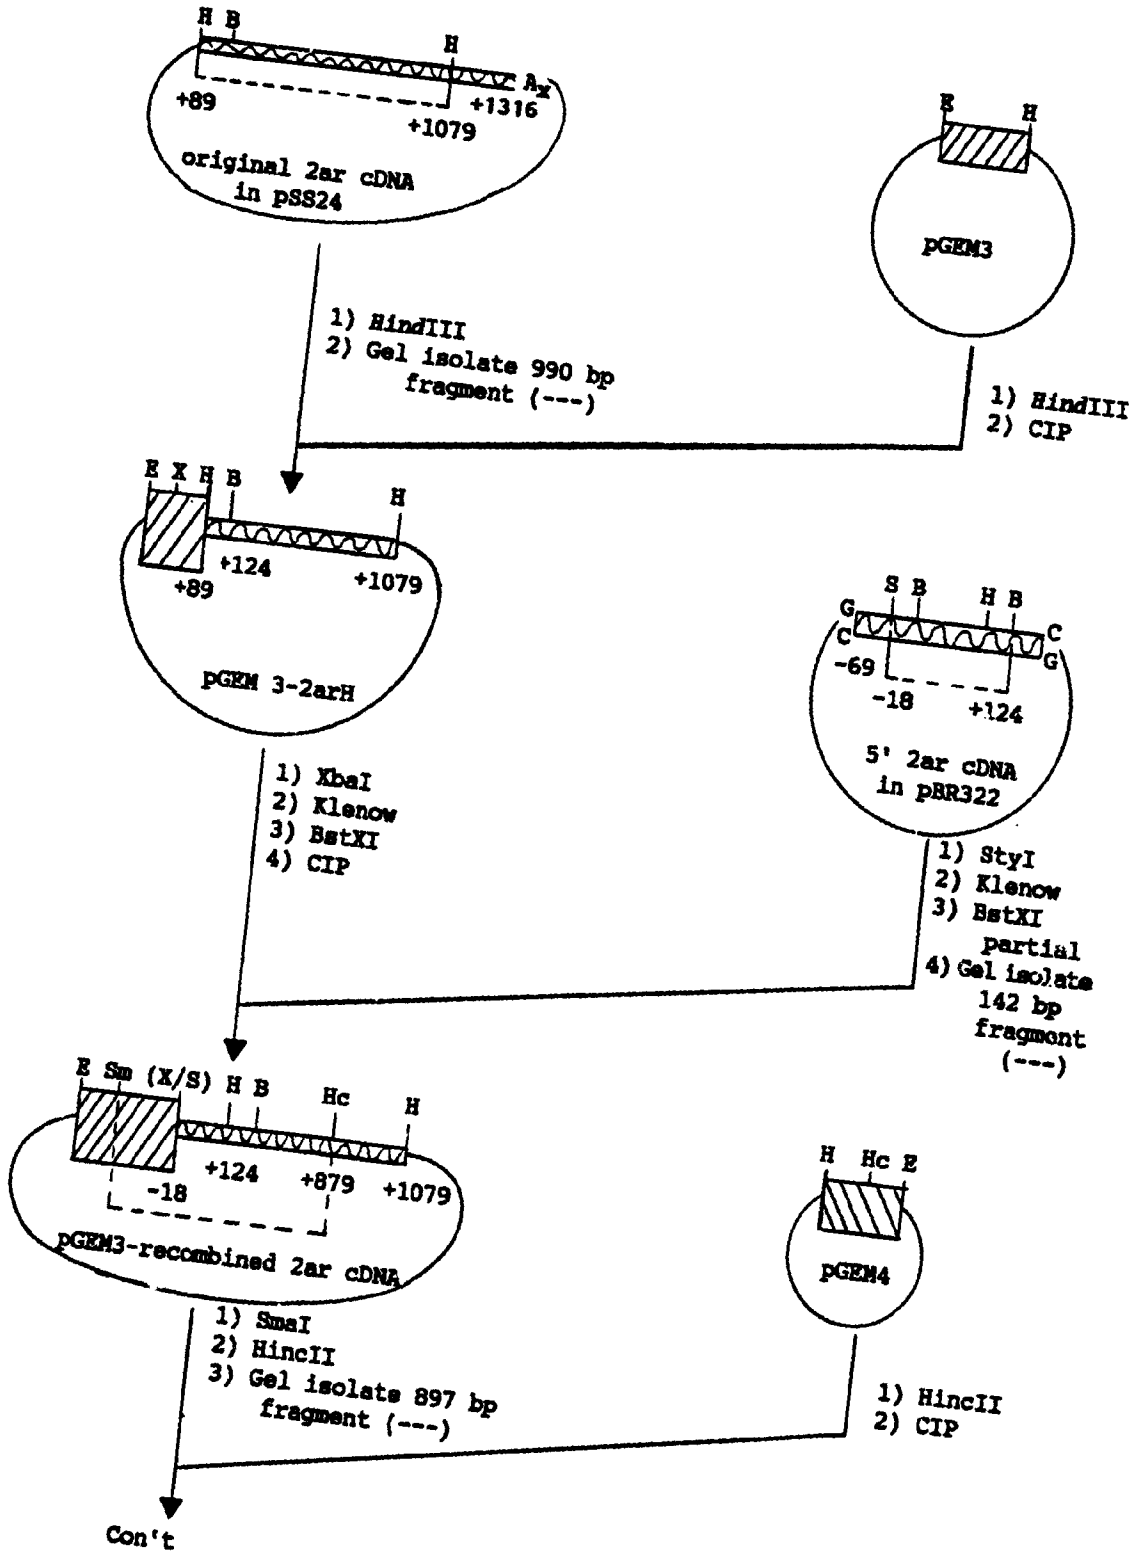 H B
H
Ax
+89
+1316
+1079
original 2ar cDNA
in pSS24
E H
pGEM3
1) HindIII
2) Gel isolate 990 bp
fragment (---)
1) HindIII
2) CIP
E X H B
H
+124
+89
+1079
pGEM 3-2arH
S B H B
G C
C G
-69
-18
+124
5' 2ar cDNA
in pBR322
1) XbaI
2) Klenow
3) BstXI
4) CIP
1) StyI
2) Klenow
3) BstXI
partial
4) Gel isolate
142 bp
fragment
(---)
E Sm (X/S) H B
Hc
H
+124
-18
+879
+1079
pGEM3-recombined 2ar cDNA
H Hc E
pGEM4
1) SmaI
2) HincII
3) Gel isolate 897 bp
fragment (---)
1) HincII
2) CIP
Con't